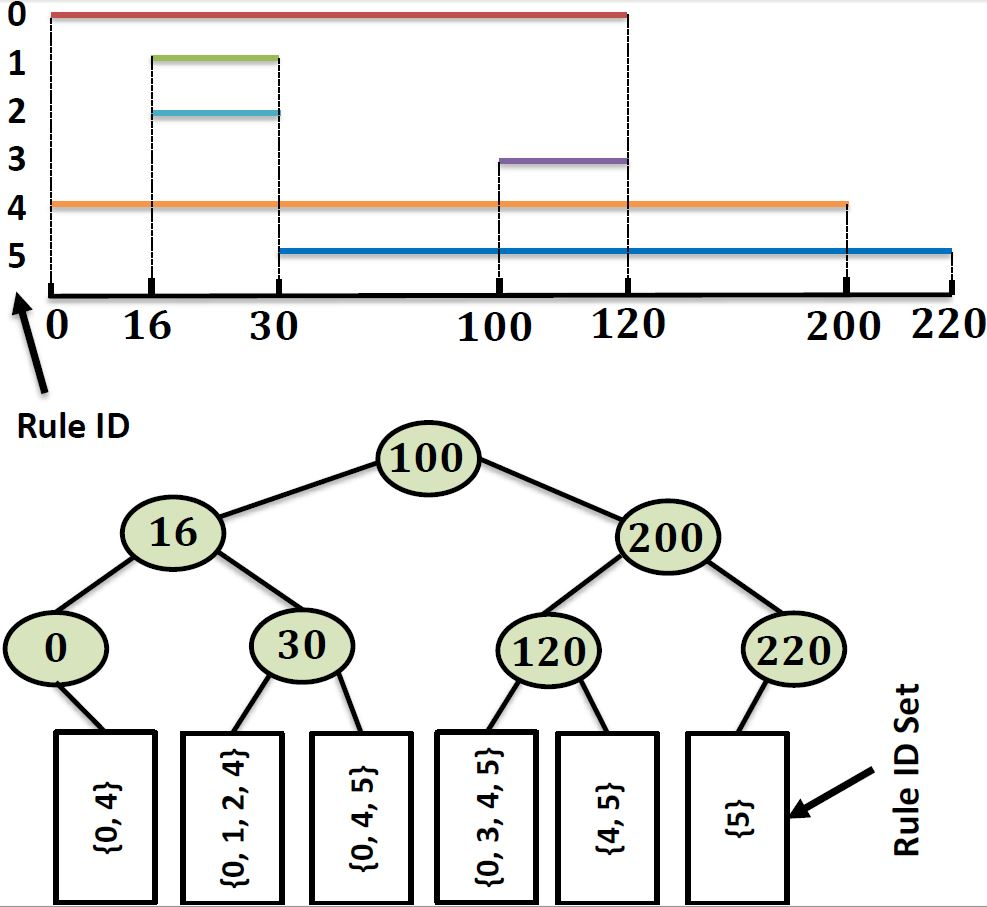 0
1
2
3
4
5
0 16 30 100 120 200 220
Rule ID
100
16 200
0 30 120 220
{0, 4} {0, 1, 2, 4} {0, 4, 5} {0, 3, 4, 5} {4, 5} {5}
Rule ID Set